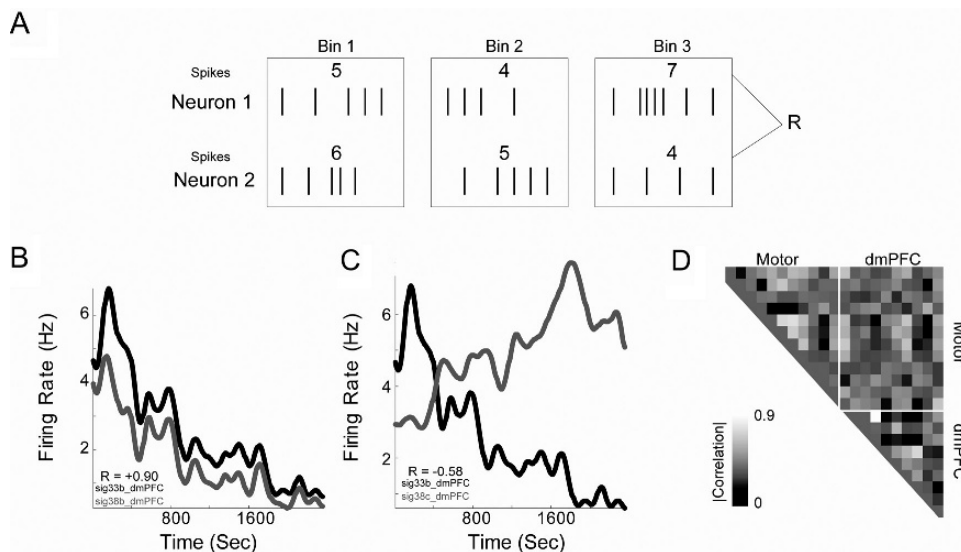 A
Bin 1
Bin 2
Bin 3
Spikes
5
4
7
Neuron 1
R
Spikes
6
5
4
Neuron 2
B
Firing Rate (Hz)
6
4
2
R = +0.90
sig33b_dmPFC
sig38b_dmPFC
800
1600
Time (Sec)
C
Firing Rate (Hz)
6
4
2
R = -0.58
sig33b_dmPFC
sig38c_dmPFC
800
1600
Time (Sec)
D
Motor
dmPFC
Motor
dmPFC
|Correlation|
0.9
0